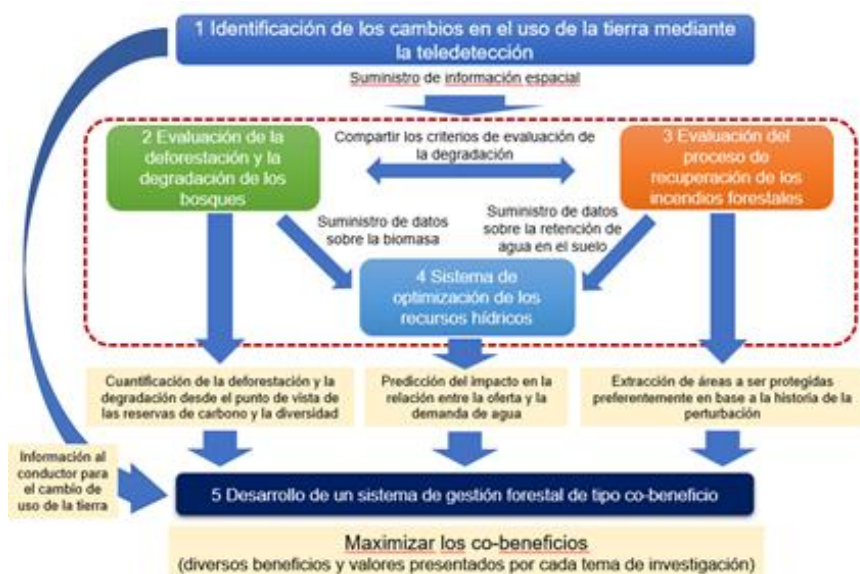 1 Identificación de los cambios en el uso de la tierra mediante
la teledetección
Suministro de información espacial
2 Evaluación de la
deforestación y la
degradación de los
bosques
Compartir los criterios de evaluación de
la degradación
3 Evaluación del
proceso de
recuperación de los
incendios forestales
Suministro de datos
sobre la biomasa
Suministro de datos
sobre la retención de
agua en el suelo
4 Sistema de
optimización de los
recursos hídricos
Cuantificación de la deforestación y la
degradación desde el punto de vista de
las reservas de carbono y la diversidad
Predicción del impacto en la
relación entre la oferta y la
demanda de agua
Extracción de áreas a ser protegidas
preferentemente en base a la historia de la
perturbación
Información al
conductor para
el cambio de
uso de la tierra
5 Desarrollo de un sistema de gestión forestal de tipo co-beneficio
Maximizar los co-beneficios
(diversos beneficios y valores presentados por cada tema de investigación)